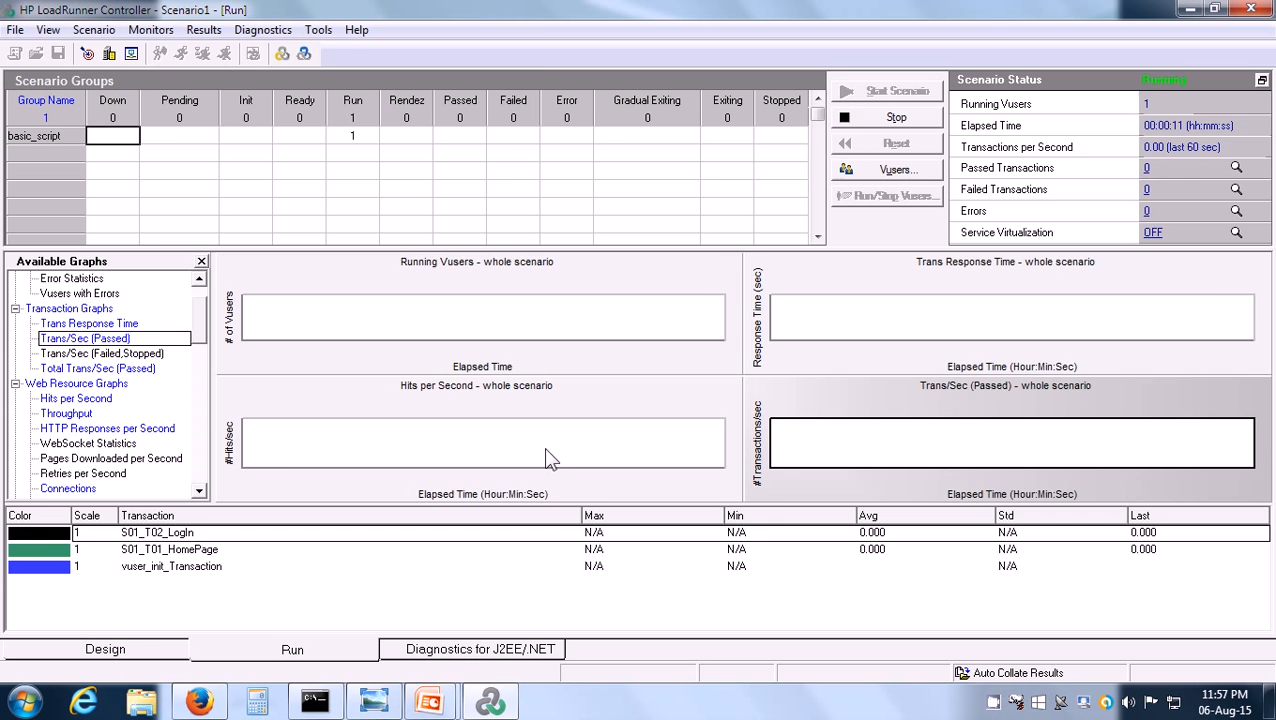 HP LoadRunner Controller - Scenario1 - [Run]
File View Scenario Monitors Results Diagnostics Tools Help
Scenario Groups
Group Name Down Pending Init Ready Run Rendez Passed Failed Error Gradual Exiting Exiting Stopped
1 0 0 0 0 1 0 0 0 0 0 0 0
basic_script 1
Start Scenario
Stop
Reset
Vusers...
Run/Stop Vusers...
Scenario Status Running
Running Vusers 1
Elapsed Time 00:00:11 (hh:mm:ss)
Transactions per Second 0.00 (last 60 sec)
Passed Transactions 0
Failed Transactions 0
Errors 0
Service Virtualization OFF
Available Graphs
Error Statistics
Vusers with Errors
Transaction Graphs
Trans Response Time
Trans/Sec (Passed)
Trans/Sec (Failed,Stopped)
Total Trans/Sec (Passed)
Web Resource Graphs
Hits per Second
Throughput
HTTP Responses per Second
WebSocket Statistics
Pages Downloaded per Second
Retries per Second
Connections
Running Vusers - whole scenario
# of Vusers
Elapsed Time
Trans Response Time - whole scenario
Response Time (sec)
Elapsed Time (Hour:Min:Sec)
Hits per Second - whole scenario
#Hits/sec
Elapsed Time (Hour:Min:Sec)
Trans/Sec (Passed) - whole scenario
#Transactions/sec
Elapsed Time (Hour:Min:Sec)
Color Scale Transaction Max Min Avg Std Last
1 S01_T02_LogIn N/A N/A 0.000 N/A 0.000
1 S01_T01_HomePage N/A N/A 0.000 N/A 0.000
1 vuser_init_Transaction N/A N/A N/A
Design Run Diagnostics for J2EE/.NET
Auto Collate Results
11:57 PM
06-Aug-15